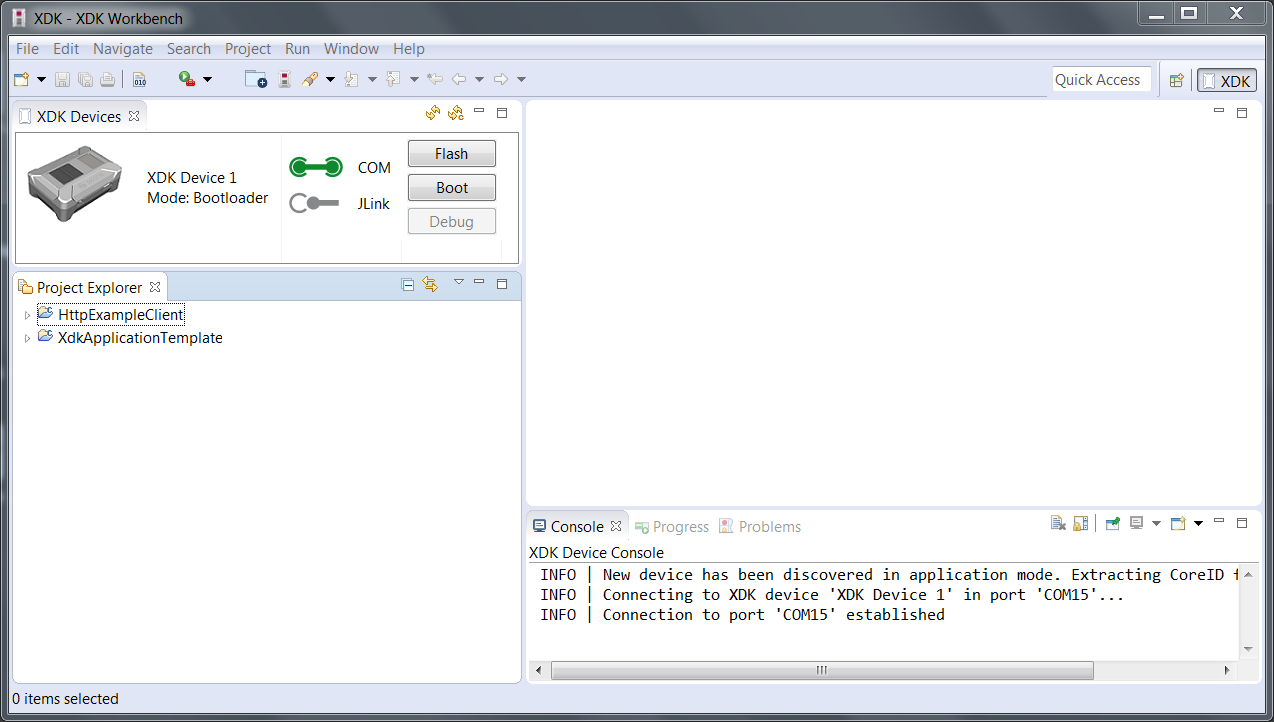 XDK - XDK Workbench
File Edit Navigate Search Project Run Window Help
010
Quick Access
XDK
XDK Devices
XDK Device 1
Mode: Bootloader
COM
JLink
Flash
Boot
Debug
Project Explorer
HttpExampleClient
XdkApplicationTemplate
Console Progress Problems
XDK Device Console
INFO | New device has been discovered in application mode. Extracting CoreID
INFO | Connecting to XDK device 'XDK Device 1' in port 'COM15'...
INFO | Connection to port 'COM15' established
0 items selected